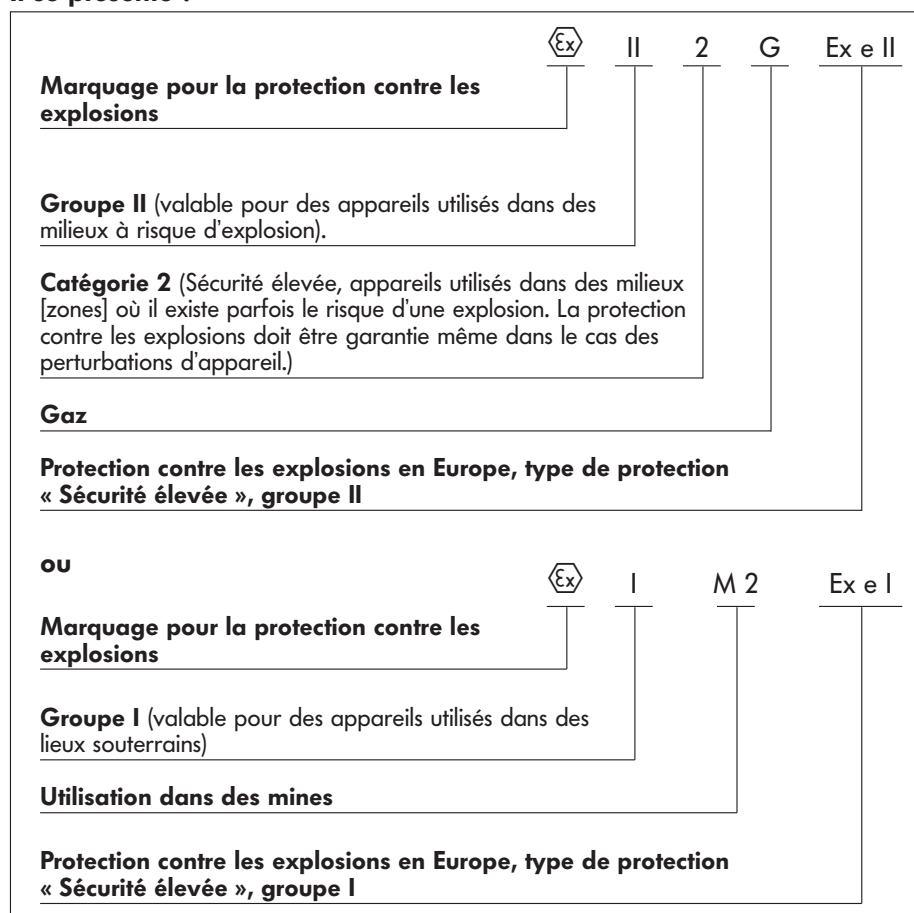 Ex II 2 G Ex e II
Marquage pour la protection contre les
explosions
Groupe II (valable pour des appareils utilisés dans des
milieux à risque d'explosion).
Catégorie 2 (Sécurité élevée, appareils utilisés dans des milieux
[zones] où il existe parfois le risque d'une explosion. La protection
contre les explosions doit être garantie même dans le cas des
perturbations d'appareil.)
Gaz
Protection contre les explosions en Europe, type de protection
« Sécurité élevée », groupe II
ou
Ex I M 2 Ex e I
Marquage pour la protection contre les
explosions
Groupe I (valable pour des appareils utilisés dans des
lieux souterrains)
Utilisation dans des mines
Protection contre les explosions en Europe, type de protection
« Sécurité élevée », groupe I